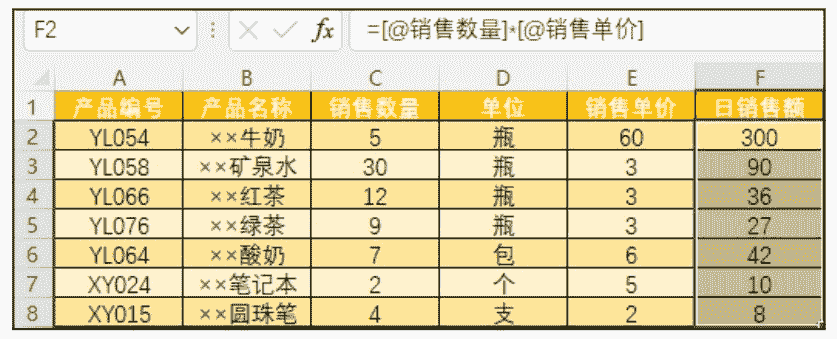 F2 fx =[@销售数量]*[@销售单价]
A B C D E F
1 产品编号 产品名称 销售数量 单位 销售单价 日销售额
2 YL054 ××牛奶 5 瓶 60 300
3 YL058 ××矿泉水 30 瓶 3 90
4 YL066 ××红茶 12 瓶 3 36
5 YL076 ××绿茶 9 瓶 3 27
6 YL064 ××酸奶 7 包 6 42
7 XY024 ××笔记本 2 个 5 10
8 XY015 ××圆珠笔 4 支 2 8